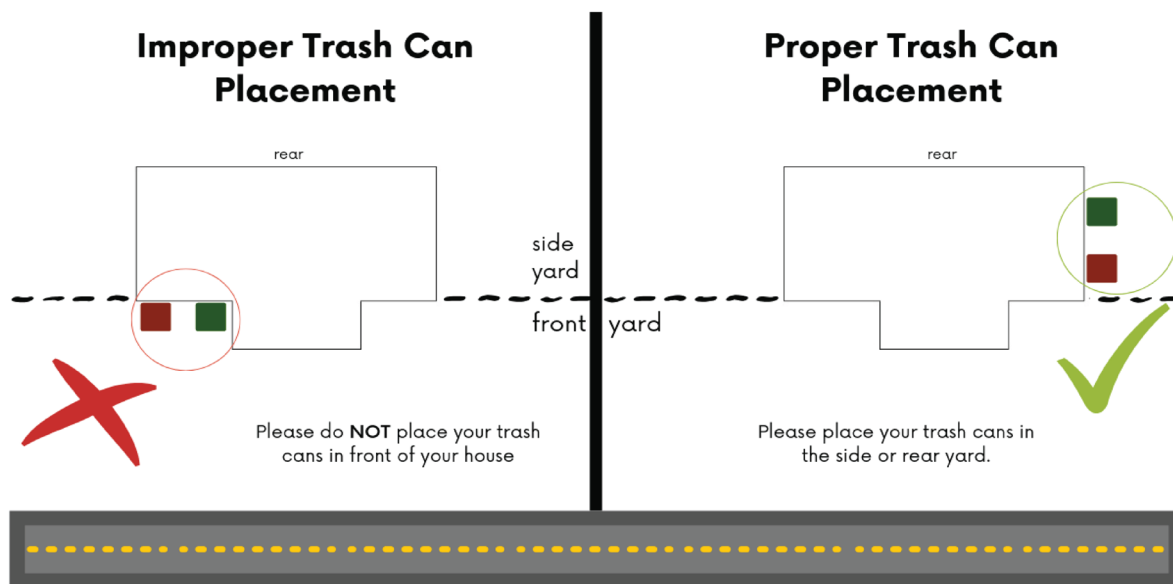 Improper Trash Can
Placement
rear
side
yard
front yard
Please do NOT place your trash
cans in front of your house
Proper Trash Can
Placement
rear
Please place your trash cans in
the side or rear yard.